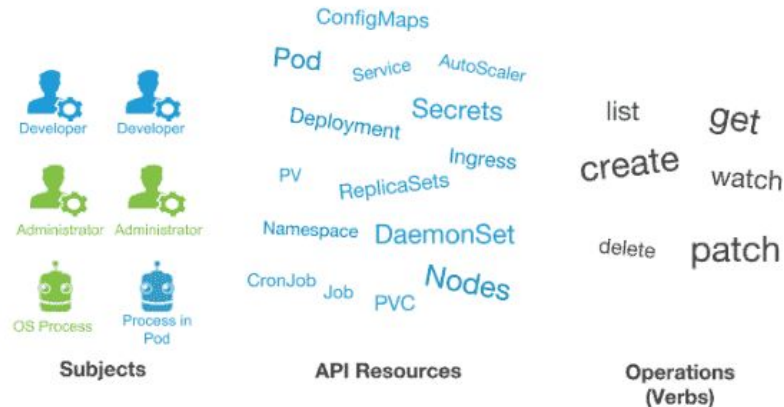 Developer
Developer
Administrator
Administrator
OS Process
Process in
Pod
Subjects
ConfigMaps
Pod
Service
AutoScaler
Deployment
Secrets
Ingress
PV
ReplicaSets
Namespace
DaemonSet
CronJob
Job
PVC
Nodes
API Resources
list
get
create
watch
delete
patch
Operations
(Verbs)